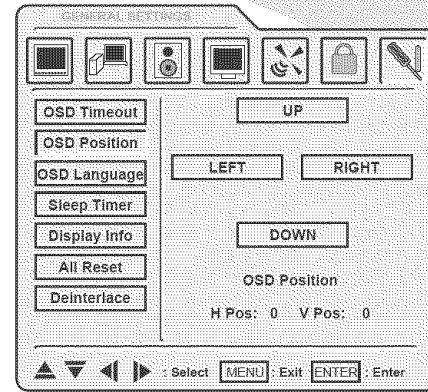 GENERAL SETTINGS
OSD Timeout
OSD Position
OSD Language
Sleep Timer
Display Info
All Reset
Deinterlace
UP
LEFT RIGHT
DOWN
OSD Position
H Pos: 0 V Pos: 0
: Select MENU : Exit ENTER : Enter